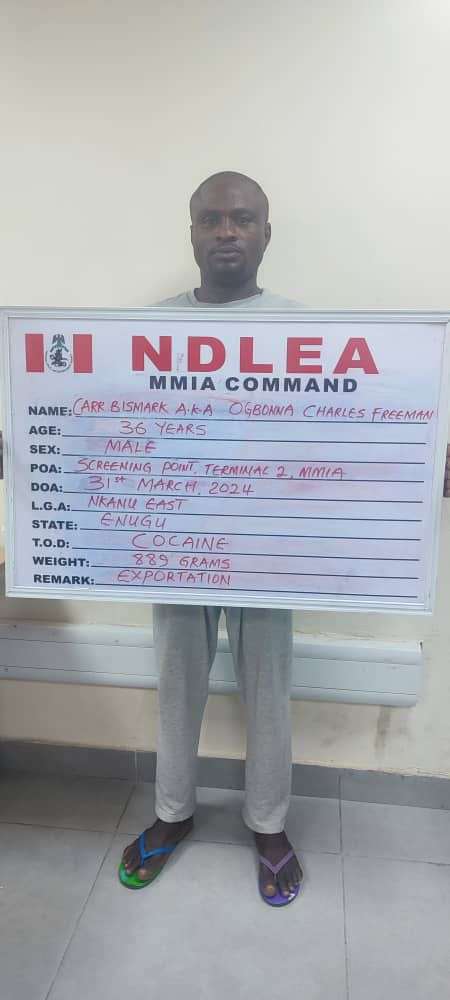 NDLEA
MMIA COMMAND
NAME: CARR BISMARK A.K.A OGBONNA CHARLES FREEMAN
AGE: 36 YEARS
SEX: MALE
POA: SCREENING POINT, TERMINAL 2, MMIA
DOA: 31st MARCH, 2024
L.G.A: NKANU EAST
STATE: ENUGU
T.O.D: COCAINE
WEIGHT: 889 GRAMS
REMARK: EXPORTATION